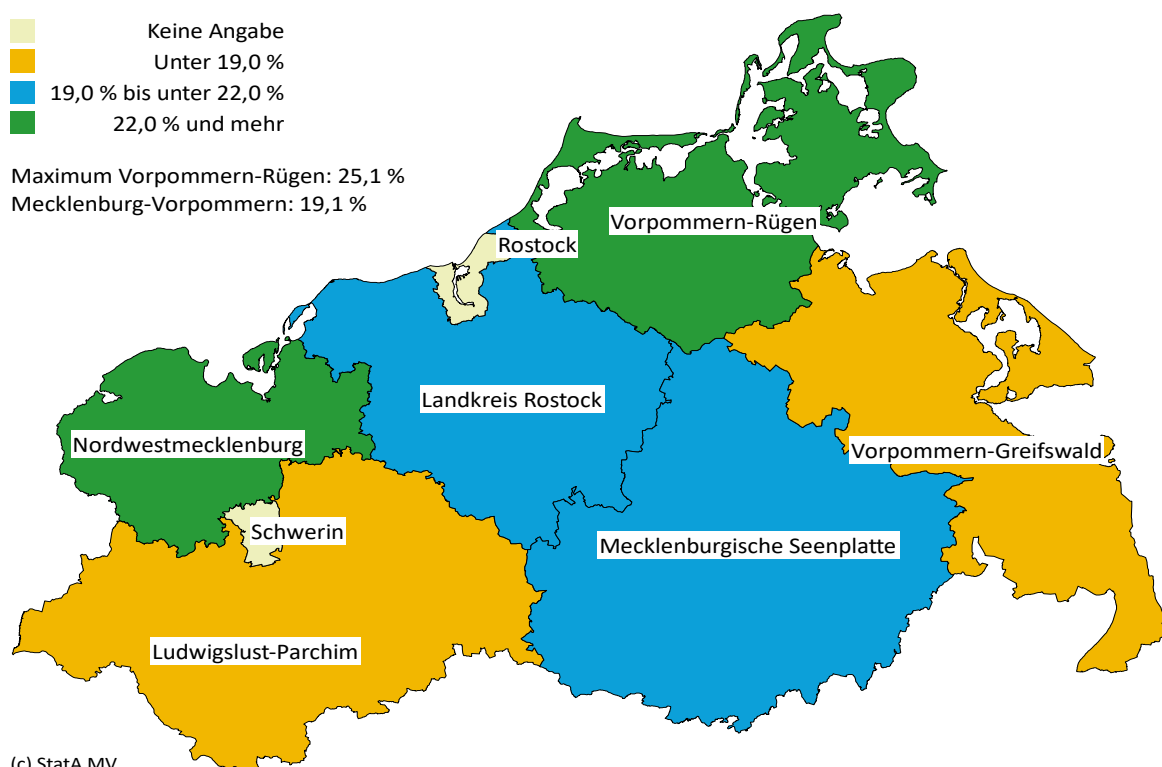 Keine Angabe
Unter 19,0 %
19,0 % bis unter 22,0 %
22,0 % und mehr
Maximum Vorpommern-Rügen: 25,1 %
Mecklenburg-Vorpommern: 19,1 %
Vorpommern-Rügen
Rostock
Landkreis Rostock
Nordwestmecklenburg
Vorpommern-Greifswald
Schwerin
Mecklenburgische Seenplatte
Ludwigslust-Parchim
(c) StatA MV